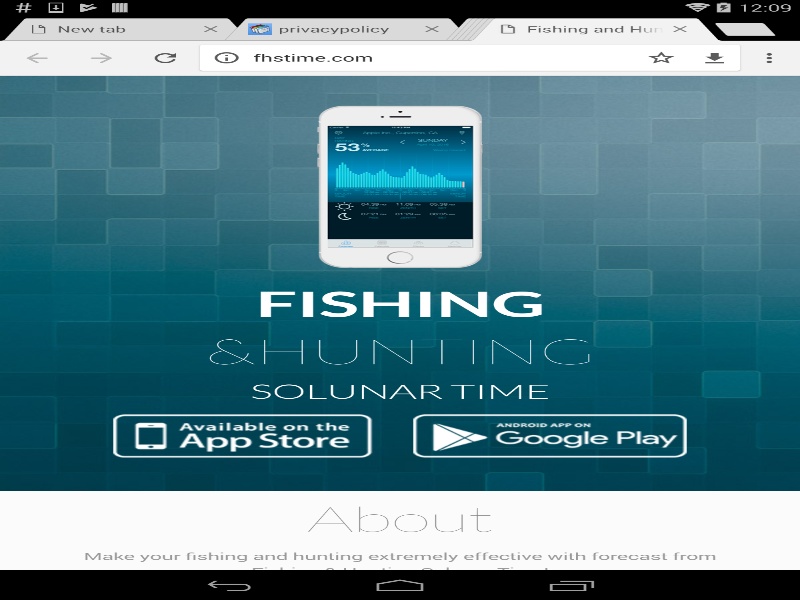 12:09
New tab
privacypolicy
Fishing and Hun
fhstime.com
53%
SUNDAY
FISHING
&HUNTING
SOLUNAR TIME
Available on the
App Store
ANDROID APP ON
Google Play
About
Make your fishing and hunting extremely effective with forecast from